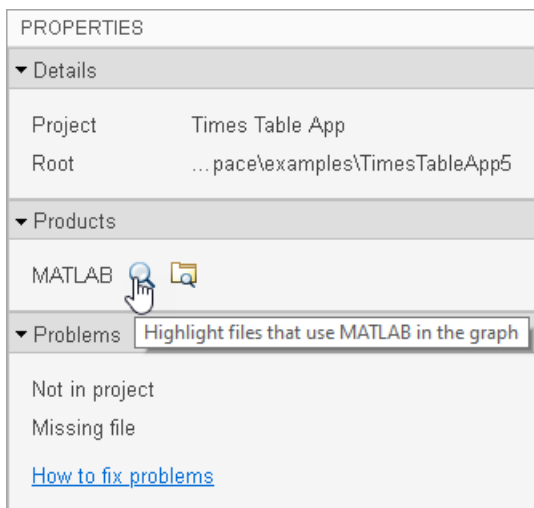 PROPERTIES
Details
Project Times Table App
Root ...pace\examples\TimesTableApp5
Products
MATLAB
Highlight files that use MATLAB in the graph
Problems
Not in project
Missing file
How to fix problems